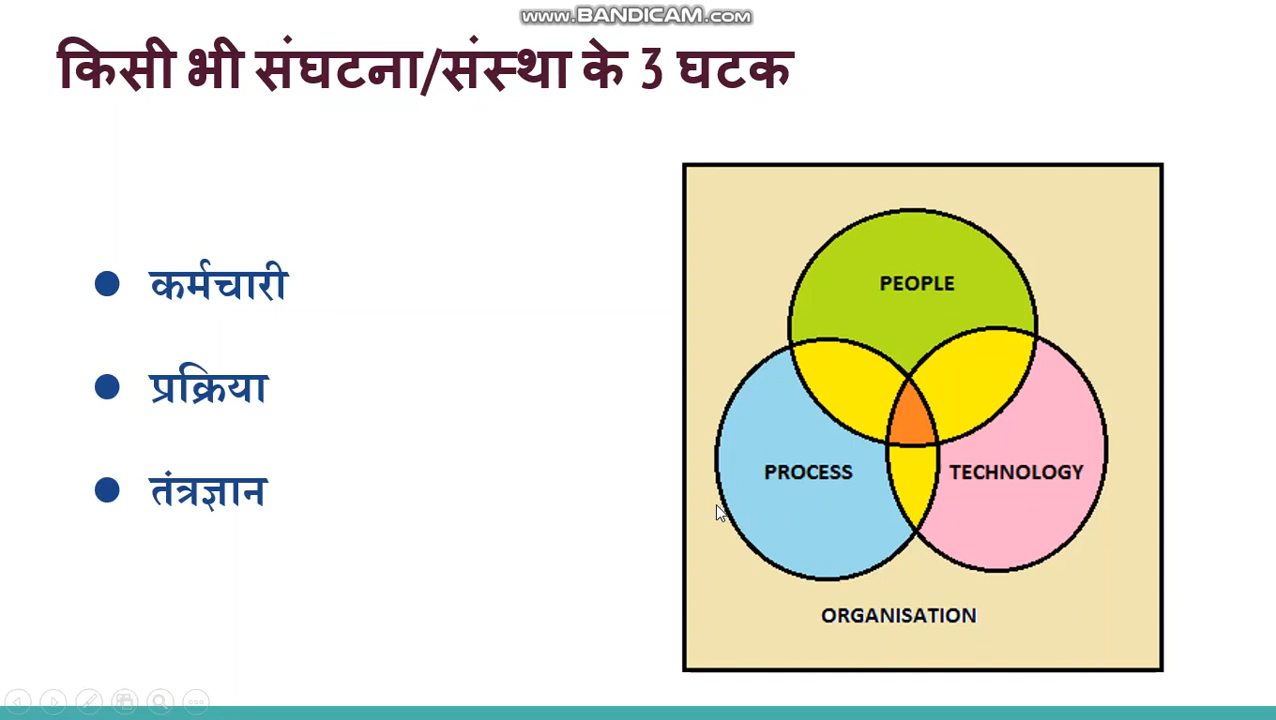 www.BANDICAM.com
किसी भी संघटना/संस्था के 3 घटक
● कर्मचारी
● प्रक्रिया
● तंत्रज्ञान
PEOPLE
PROCESS
TECHNOLOGY
ORGANISATION